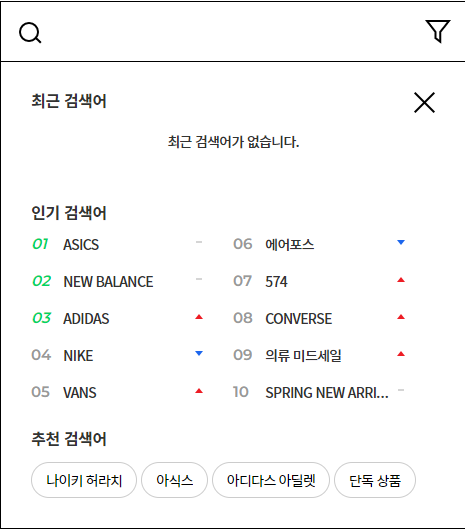 최근 검색어
최근 검색어가 없습니다.
인기 검색어
01 ASICS
02 NEW BALANCE
03 ADIDAS
04 NIKE
05 VANS
06 에어포스
07 574
08 CONVERSE
09 의류 미드세일
10 SPRING NEW ARRI...
추천 검색어
나이키 허라치
아식스
아디다스 아딜렛
단독 상품